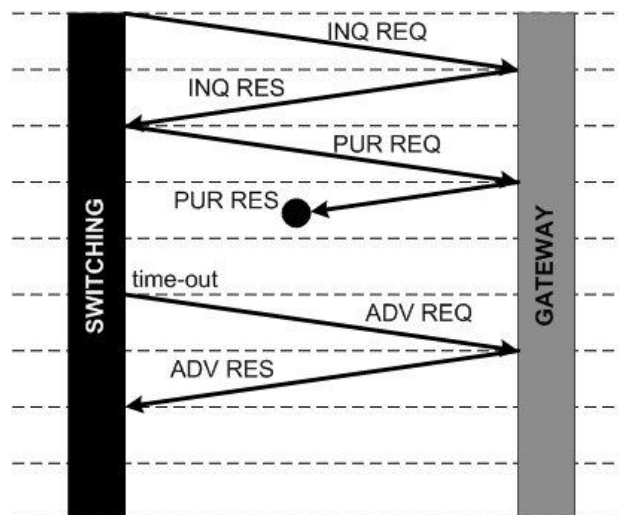 INQ REQ
INQ RES
PUR REQ
PUR RES
SWITCHING
GATEWAY
time-out
ADV REQ
ADV RES